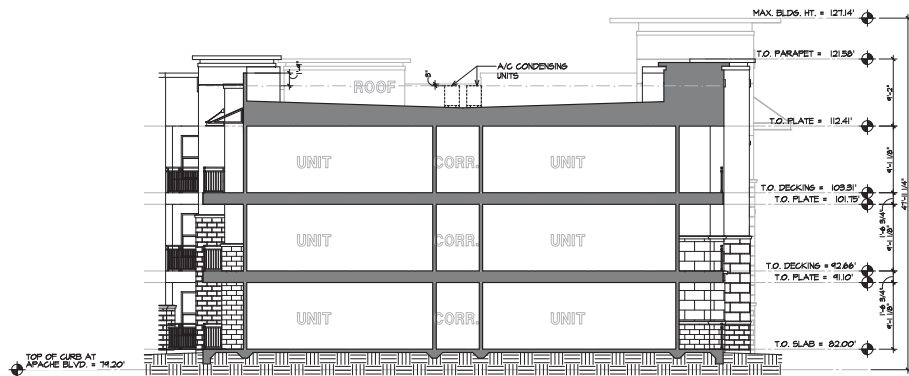 MAX. BLDG. HT. = 127.14'
T.O. PARAPET = 121.58'
1'-9"
8"
A/C CONDENSING
UNITS
ROOF
9'-2"
T.O. PLATE = 112.41'
UNIT
CORR.
UNIT
9'-1 1/8"
T.O. DECKING = 103.31'
T.O. PLATE = 101.75'
47'-11 1/4"
1'-6 3/4"
UNIT
CORR.
UNIT
9'-1 1/8"
T.O. DECKING = 92.66'
T.O. PLATE = 91.10'
1'-6 3/4"
UNIT
CORR.
UNIT
9'-1 1/8"
T.O. SLAB = 82.00'
TOP OF CURB AT
APACHE BLVD. = 79.20'